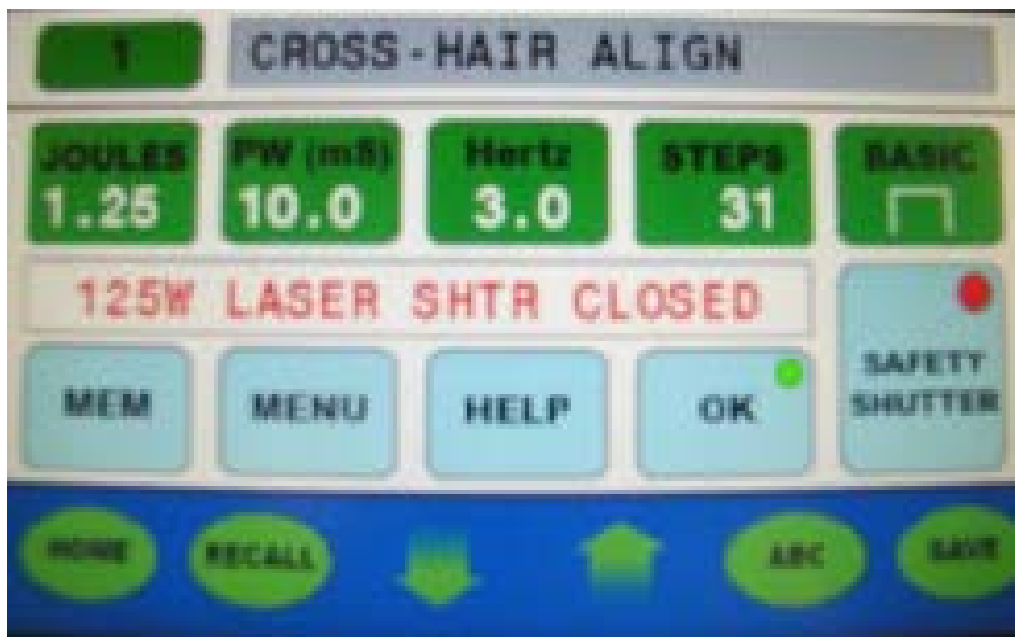 1 CROSS-HAIR ALIGN
JOULES PW (mS) Hertz STEPS BASIC
1.25 10.0 3.0 31
125W LASER SHTR CLOSED
SAFETY
SHUTTER
MEM MENU HELP OK
HOME RECALL ABC SAVE